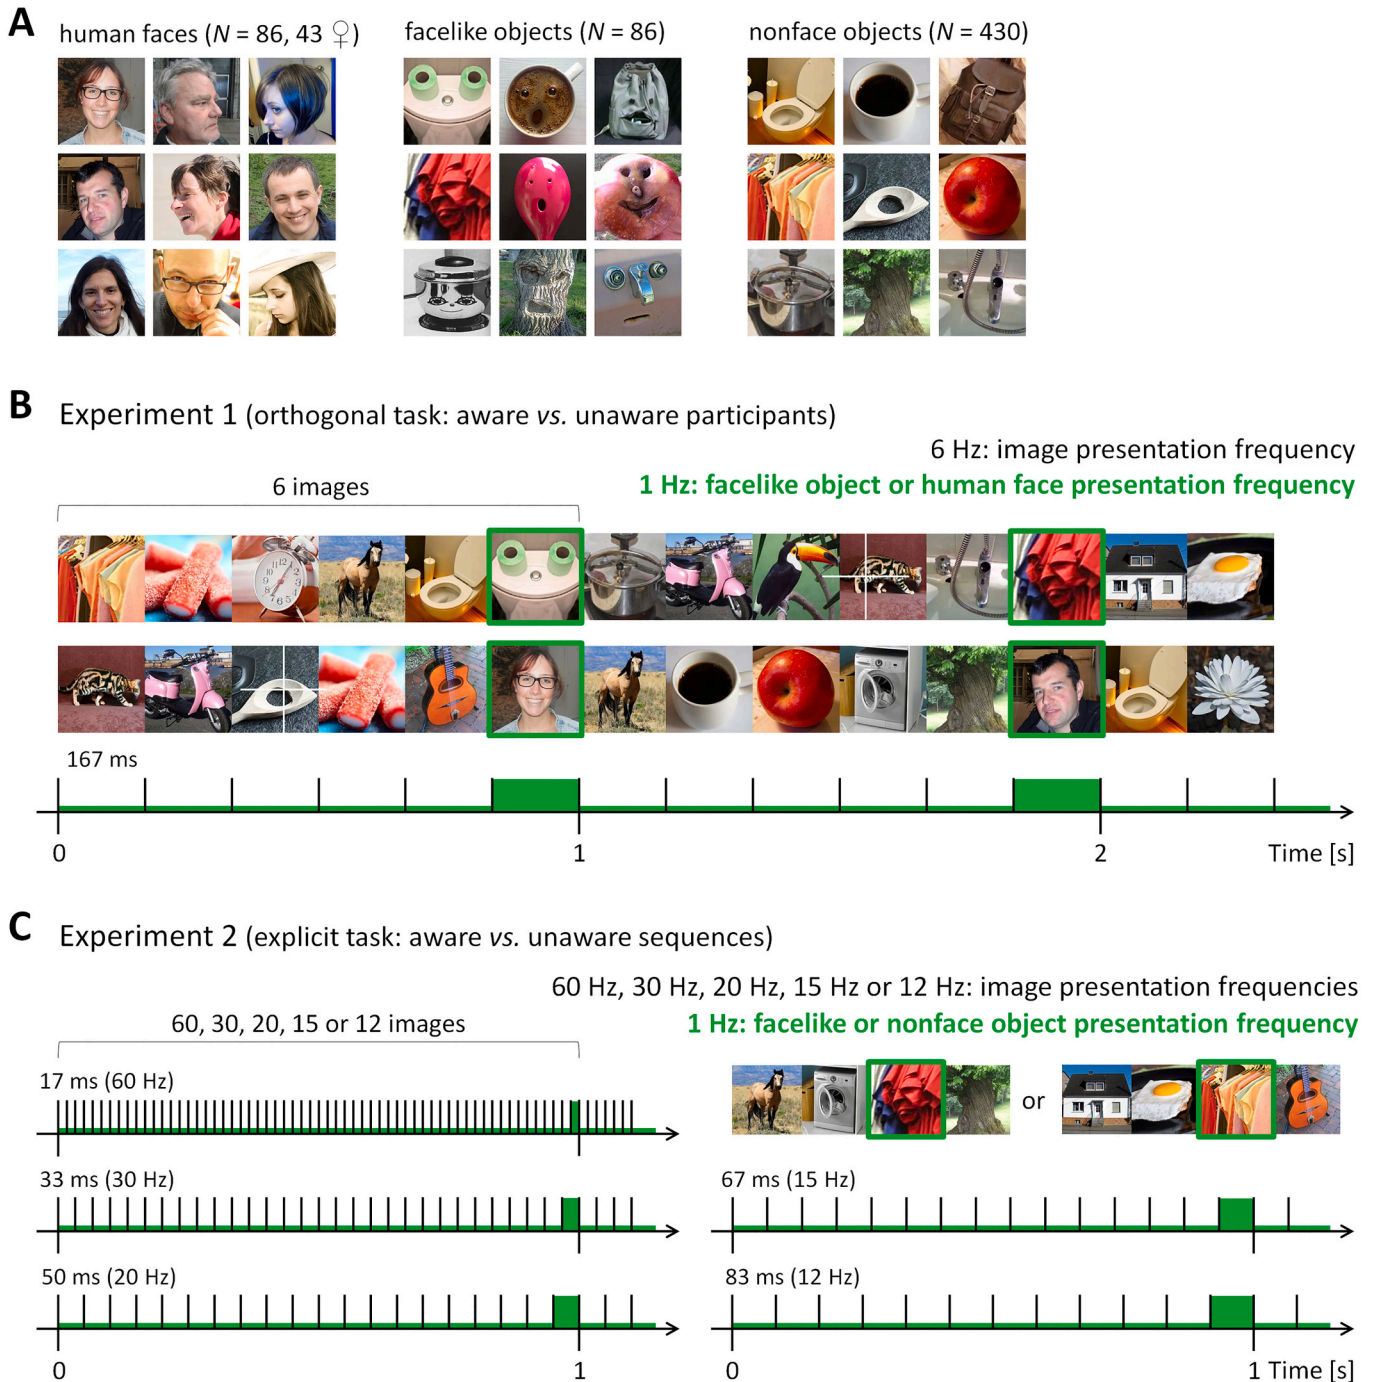 A
human faces (N = 86, 43 ♀)
facelike objects (N = 86)
nonface objects (N = 430)
B
Experiment 1 (orthogonal task: aware vs. unaware participants)
6 Hz: image presentation frequency
1 Hz: facelike object or human face presentation frequency
6 images
167 ms
0
1
2
Time [s]
C
Experiment 2 (explicit task: aware vs. unaware sequences)
60 Hz, 30 Hz, 20 Hz, 15 Hz or 12 Hz: image presentation frequencies
1 Hz: facelike or nonface object presentation frequency
60, 30, 20, 15 or 12 images
17 ms (60 Hz)
or
33 ms (30 Hz)
67 ms (15 Hz)
50 ms (20 Hz)
83 ms (12 Hz)
0
1
0
1
Time [s]